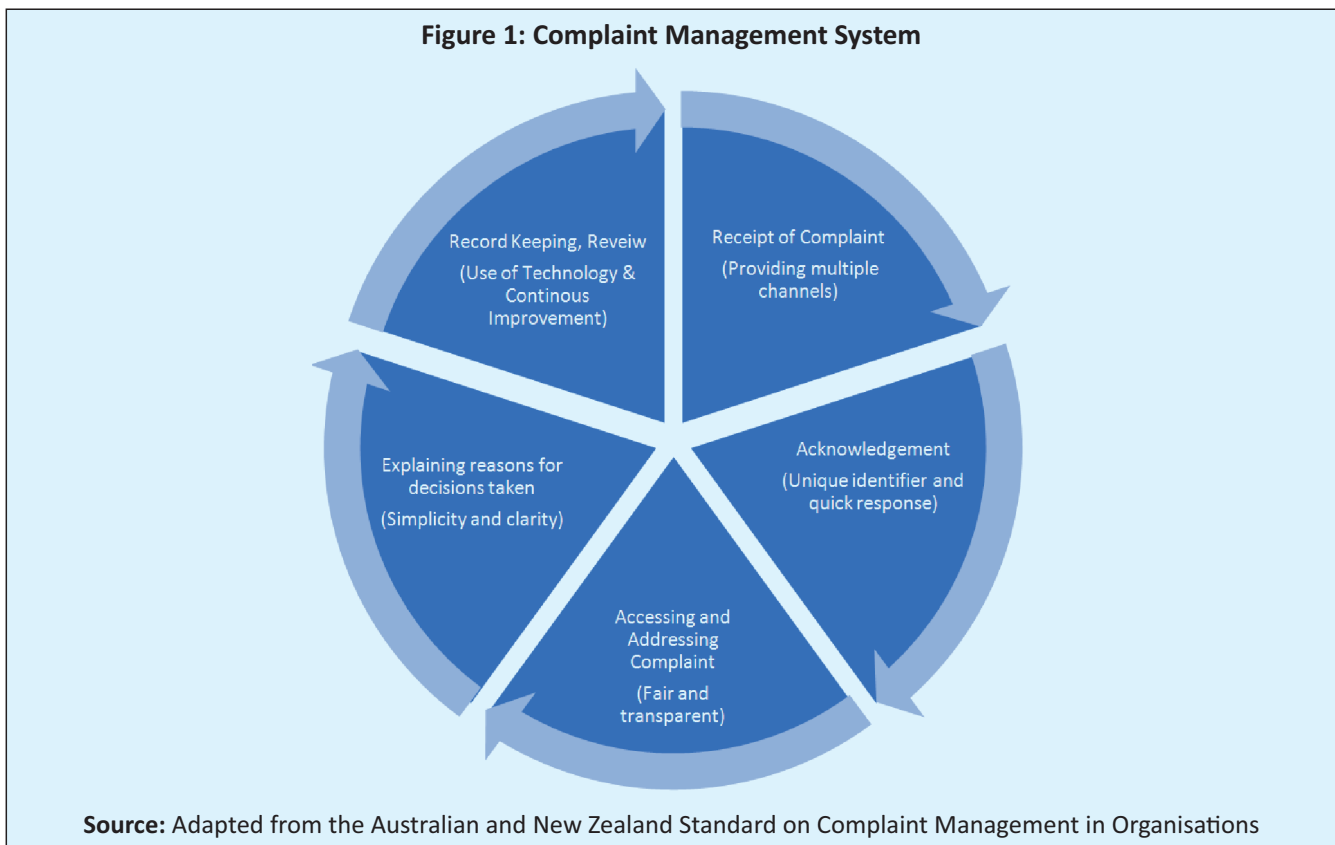 Figure 1: Complaint Management System
Receipt of Complaint
(Providing multiple
channels)
Acknowledgement
(Unique identifier and
quick response)
Accessing and
Addressing
Complaint
(Fair and
transparent)
Explaining reasons for
decisions taken
(Simplicity and clarity)
Record Keeping, Reveiw
(Use of Technology &
Continous
Improvement)
Source: Adapted from the Australian and New Zealand Standard on Complaint Management in Organisations